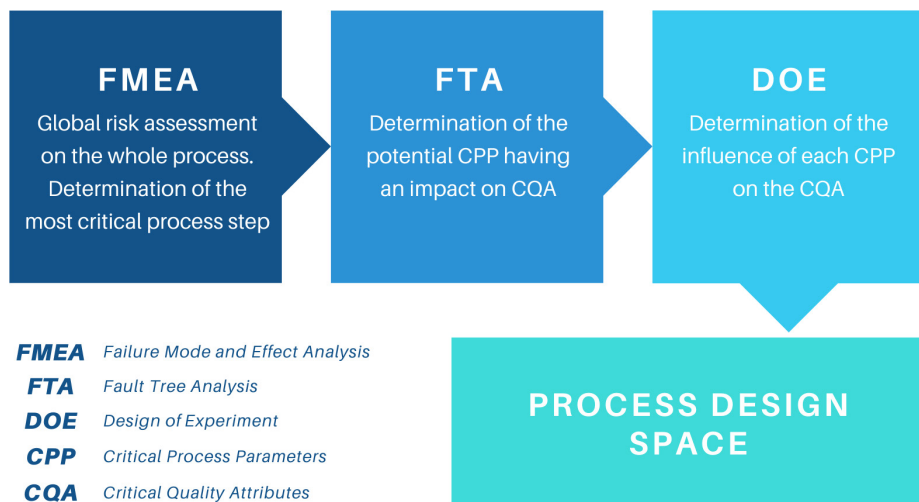 FMEA
Global risk assessment
on the whole process.
Determination of the
most critical process step
FTA
Determination of the
potential CPP having
an impact on CQA
DOE
Determination of the
influence of each CPP
on the CQA
FMEA Failure Mode and Effect Analysis
FTA Fault Tree Analysis
DOE Design of Experiment
CPP Critical Process Parameters
CQA Critical Quality Attributes
PROCESS DESIGN
SPACE